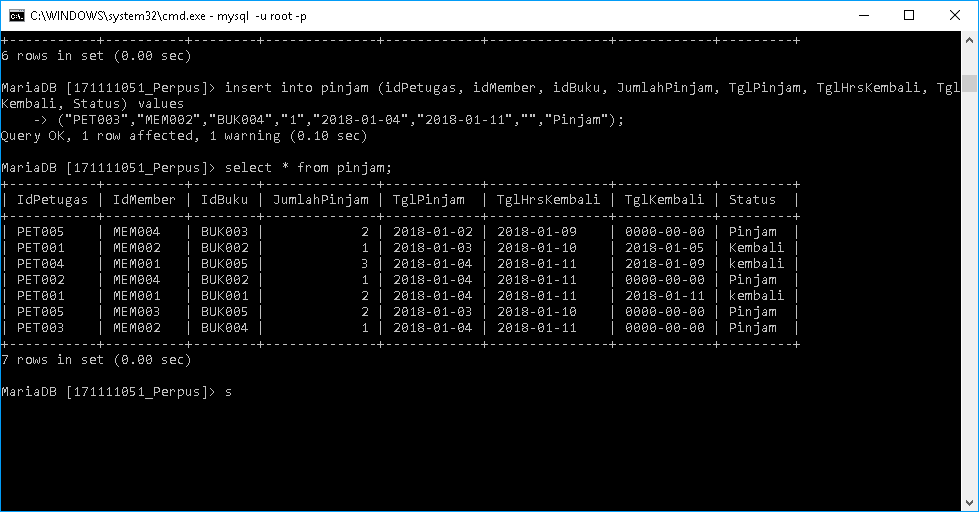 C:\WINDOWS\system32\cmd.exe - mysql -u root -p
+-----------+----------+---------+--------------+------------+---------------+------------+---------+
6 rows in set (0.00 sec)
MariaDB [171111051_Perpus]> insert into pinjam (idPetugas, idMember, idBuku, JumlahPinjam, TglPinjam, TglHrsKembali, Tgl
Kembali, Status) values
    -> ("PET003","MEM002","BUK004","1","2018-01-04","2018-01-11","","Pinjam");
Query OK, 1 row affected, 1 warning (0.10 sec)
MariaDB [171111051_Perpus]> select * from pinjam;
+-----------+----------+--------+--------------+------------+---------------+------------+---------+
| IdPetugas | IdMember | IdBuku | JumlahPinjam | TglPinjam  | TglHrsKembali | TglKembali | Status  |
+-----------+----------+--------+--------------+------------+---------------+------------+---------+
| PET005    | MEM004   | BUK003 |            2 | 2018-01-02 | 2018-01-09    | 0000-00-00 | Pinjam  |
| PET001    | MEM002   | BUK002 |            1 | 2018-01-03 | 2018-01-10    | 2018-01-05 | Kembali |
| PET004    | MEM001   | BUK005 |            3 | 2018-01-04 | 2018-01-11    | 2018-01-09 | kembali |
| PET002    | MEM004   | BUK002 |            1 | 2018-01-04 | 2018-01-11    | 0000-00-00 | Pinjam  |
| PET001    | MEM001   | BUK001 |            2 | 2018-01-04 | 2018-01-11    | 2018-01-11 | kembali |
| PET005    | MEM003   | BUK005 |            2 | 2018-01-03 | 2018-01-10    | 0000-00-00 | Pinjam  |
| PET003    | MEM002   | BUK004 |            1 | 2018-01-04 | 2018-01-11    | 0000-00-00 | Pinjam  |
+-----------+----------+--------+--------------+------------+---------------+------------+---------+
7 rows in set (0.00 sec)
MariaDB [171111051_Perpus]> s